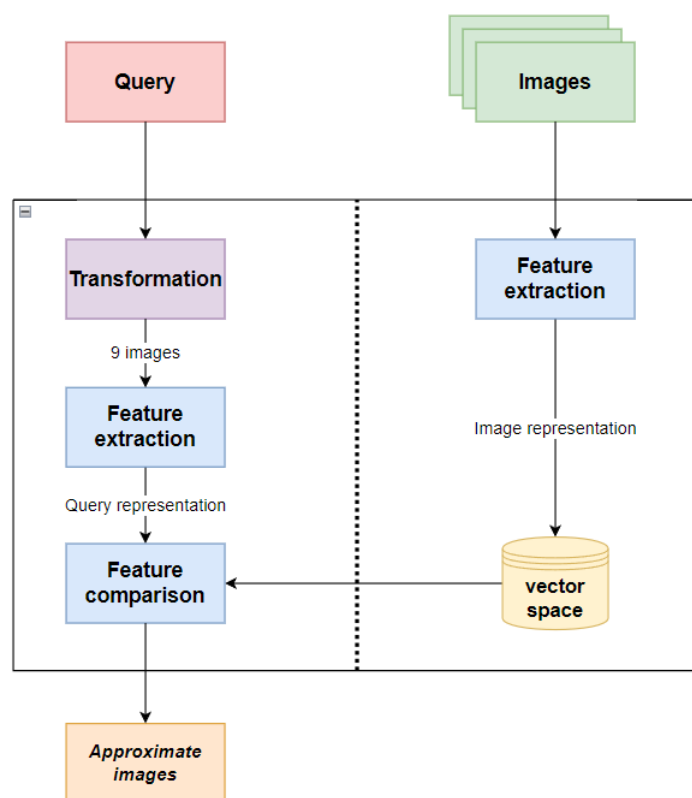 Query
Images
Transformation
Feature
extraction
9 images
Feature
extraction
Image representation
Query representation
Feature
comparison
vector
space
Approximate
images